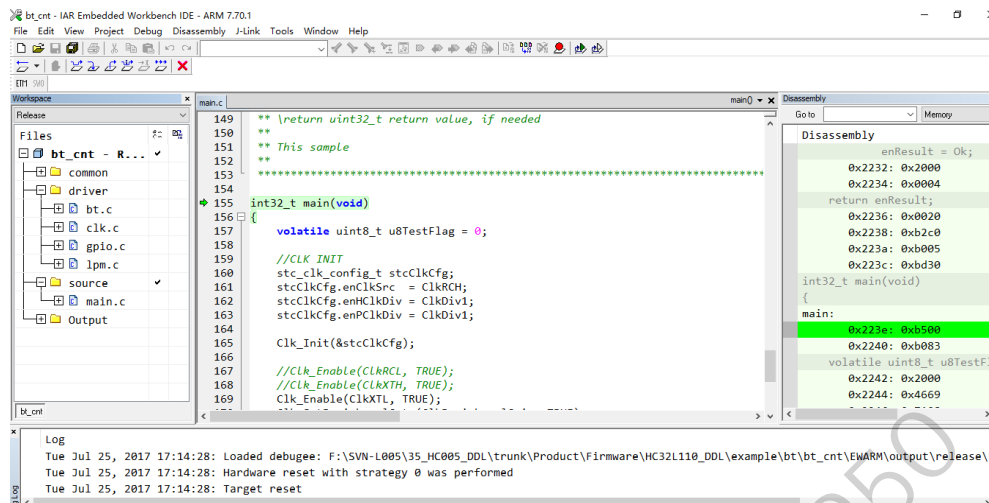 bt_cnt - IAR Embedded Workbench IDE - ARM 7.70.1
File Edit View Project Debug Disassembly J-Link Tools Window Help
ETM SWO
Workspace
Release
Files
bt_cnt - R...
common
driver
bt.c
clk.c
gpio.c
lpm.c
source
main.c
Output
bt_cnt
main.c
main()
149 ** \return uint32_t return value, if needed
150 **
151 ** This sample
152 **
153 ******************************************************************************
154
155 int32_t main(void)
156 {
157 volatile uint8_t u8TestFlag = 0;
158
159 //CLK INIT
160 stc_clk_config_t stcClkCfg;
161 stcClkCfg.enClkSrc = ClkRCH;
162 stcClkCfg.enHClkDiv = ClkDiv1;
163 stcClkCfg.enPClkDiv = ClkDiv1;
164
165 Clk_Init(&stcClkCfg);
166
167 //Clk_Enable(ClkRCL, TRUE);
168 //Clk_Enable(ClkXTH, TRUE);
169 Clk_Enable(ClkXTL, TRUE);
Disassembly
Go to Memory
Disassembly
enResult = Ok;
0x2232: 0x2000
0x2234: 0x0004
return enResult;
0x2236: 0x0020
0x2238: 0xb2c0
0x223a: 0xb005
0x223c: 0xbd30
int32_t main(void)
{
main:
0x223e: 0xb500
0x2240: 0xb083
volatile uint8_t u8TestF
0x2242: 0x2000
0x2244: 0x4669
Log
Tue Jul 25, 2017 17:14:28: Loaded debugee: F:\SVN-L005\35_HC005_DDL\trunk\Product\Firmware\HC32L110_DDL\example\bt\bt_cnt\EWARM\output\release\
Tue Jul 25, 2017 17:14:28: Hardware reset with strategy 0 was performed
Tue Jul 25, 2017 17:14:28: Target reset